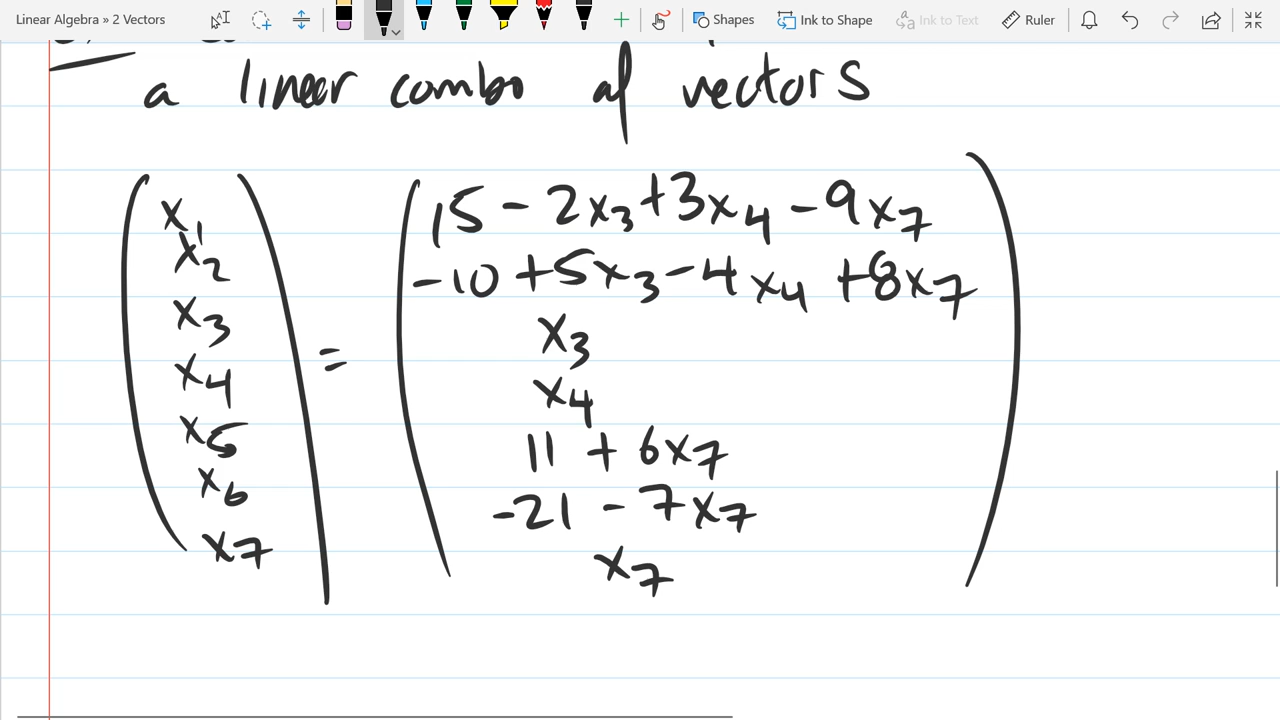 Linear Algebra » 2 Vectors
Shapes
Ink to Shape
Ink to Text
Ruler
a linear combo of vectors
x₁ = 15 - 2x₃ + 3x₄ - 9x₇
x₂ -10 + 5x₃ - 4x₄ + 8x₇
x₃ x₃
x₄ x₄
x₅ 11 + 6x₇
x₆ -21 - 7x₇
x₇ x₇